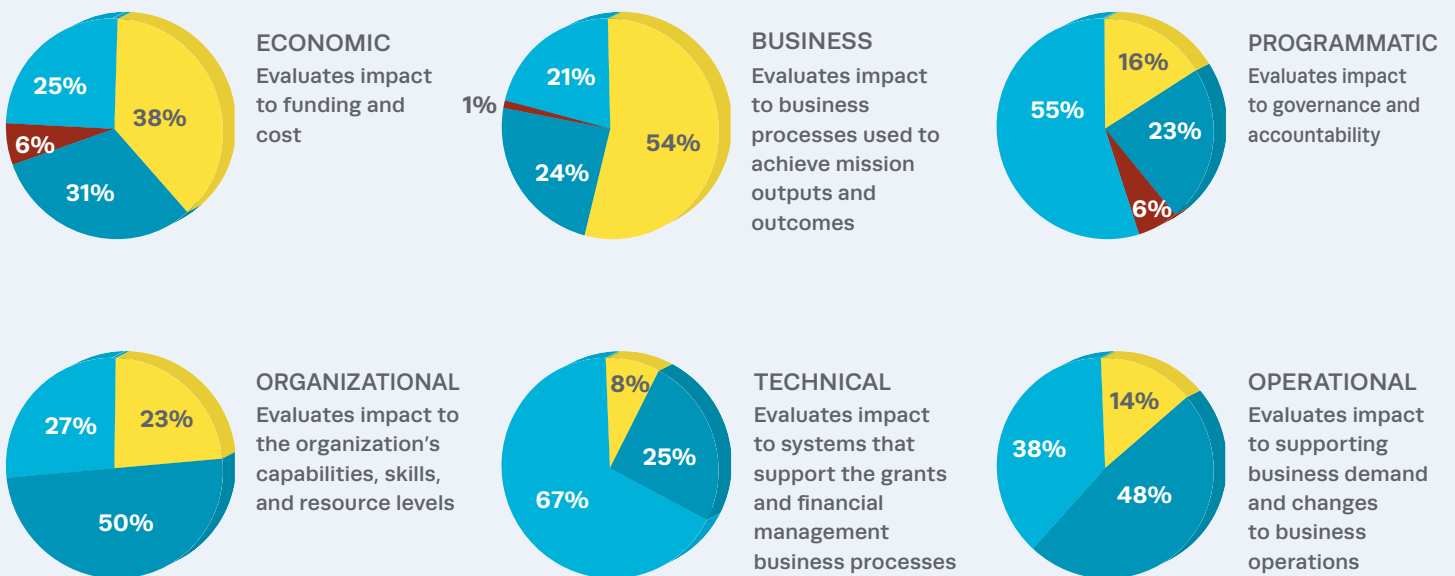 25%
38%
6%
31%
ECONOMIC
Evaluates impact
to funding and
cost
21%
1%
54%
24%
BUSINESS
Evaluates impact
to business
processes used to
achieve mission
outputs and
outcomes
16%
55%
23%
6%
PROGRAMMATIC
Evaluates impact
to governance and
accountability
27%
23%
50%
ORGANIZATIONAL
Evaluates impact to
the organization’s
capabilities, skills,
and resource levels
8%
25%
67%
TECHNICAL
Evaluates impact
to systems that
support the grants
and financial
management
business processes
14%
38%
48%
OPERATIONAL
Evaluates impact
to supporting
business demand
and changes
to business
operations